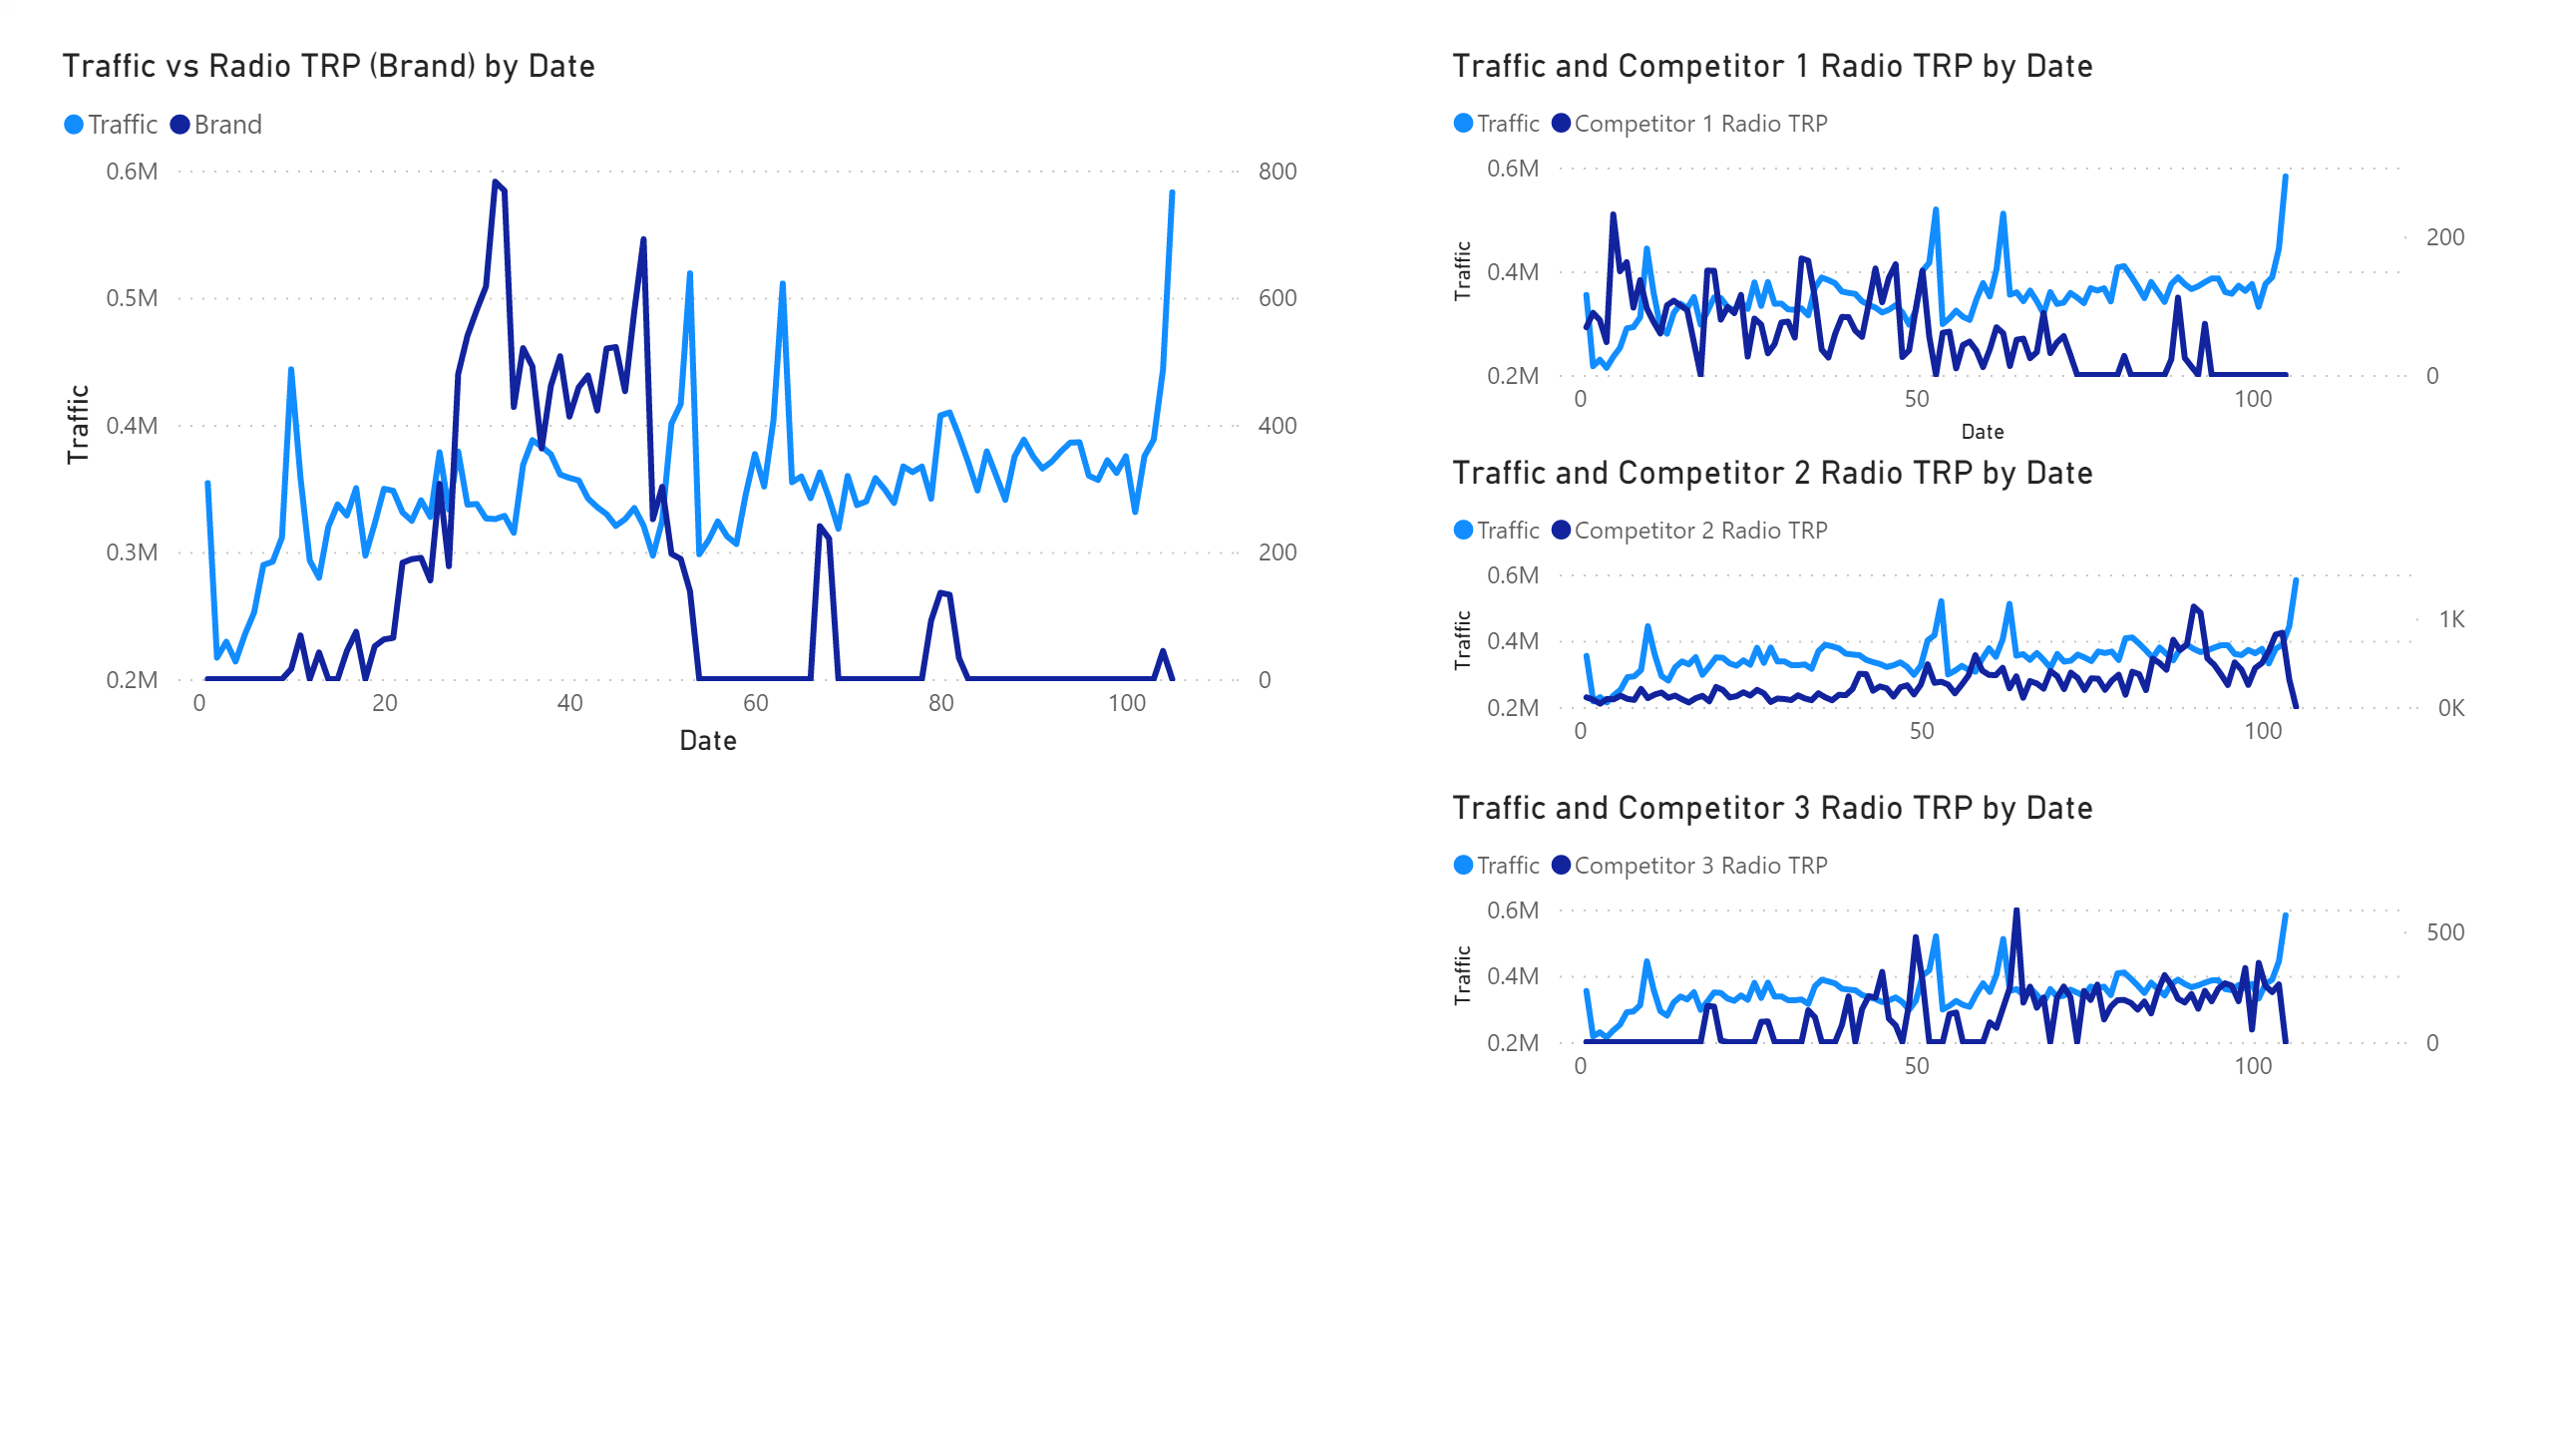 Traffic vs Radio TRP (Brand) by Date
Traffic Brand
0.6M 800
0.5M 600
0.4M 400
0.3M 200
0.2M 0
Traffic
0 20 40 60 80 100
Date
Traffic and Competitor 1 Radio TRP by Date
Traffic Competitor 1 Radio TRP
0.6M
200
0.4M
0.2M 0
Traffic
0 50 100
Date
Traffic and Competitor 2 Radio TRP by Date
Traffic Competitor 2 Radio TRP
0.6M
1K
0.4M
0.2M 0K
Traffic
0 50 100
Traffic and Competitor 3 Radio TRP by Date
Traffic Competitor 3 Radio TRP
0.6M
500
0.4M
0.2M 0
Traffic
0 50 100